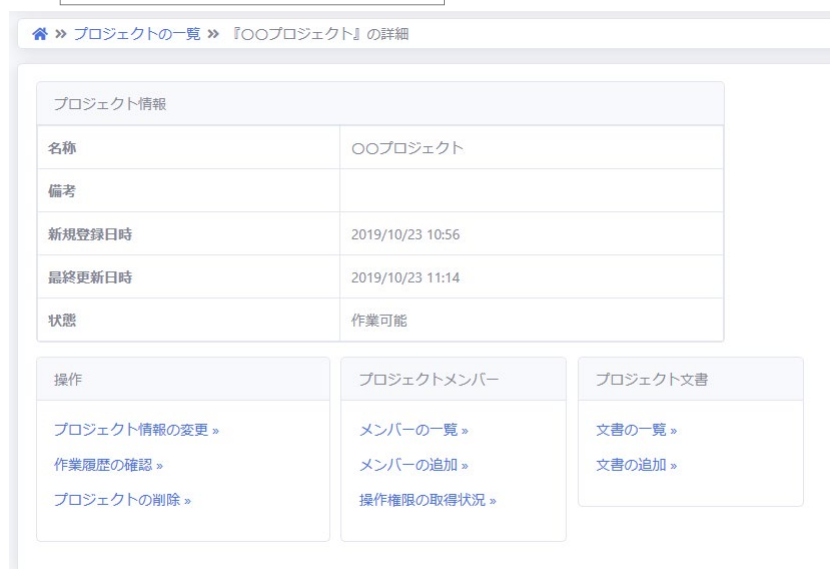 » プロジェクトの一覧 » 『〇〇プロジェクト』の詳細
プロジェクト情報
名称 〇〇プロジェクト
備考
新規登録日時 2019/10/23 10:56
最終更新日時 2019/10/23 11:14
状態 作業可能
操作
プロジェクト情報の変更 »
作業履歴の確認 »
プロジェクトの削除 »
プロジェクトメンバー
メンバーの一覧 »
メンバーの追加 »
操作権限の取得状況 »
プロジェクト文書
文書の一覧 »
文書の追加 »